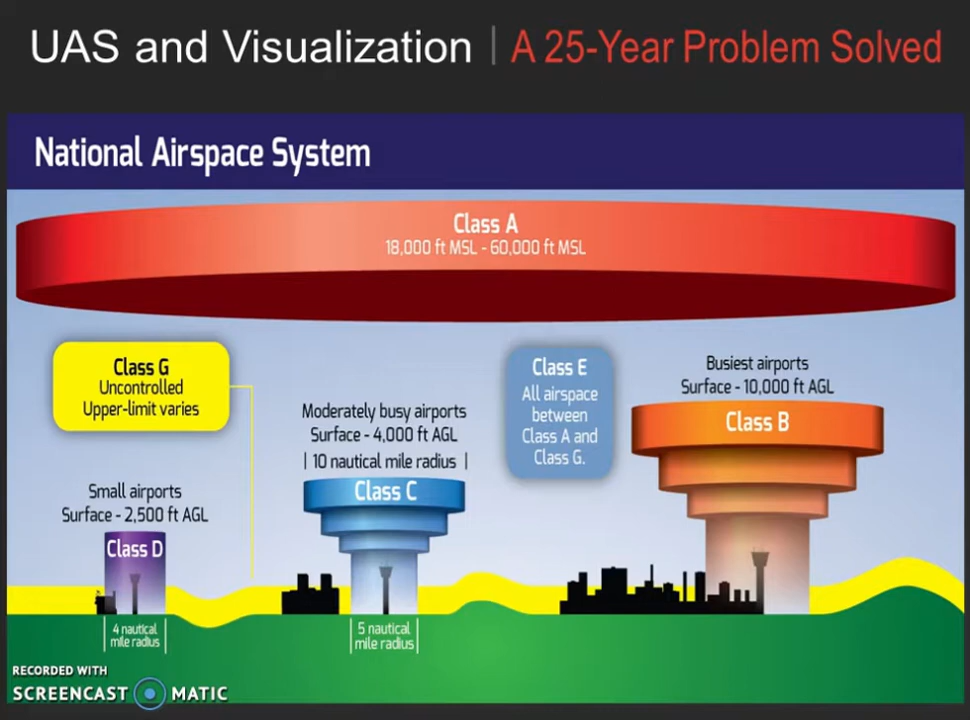 UAS and Visualization | A 25-Year Problem Solved
National Airspace System
Class A
18,000 ft MSL - 60,000 ft MSL
Class G
Uncontrolled
Upper-limit varies
Class E
All airspace
between
Class A and
Class G.
Busiest airports
Surface - 10,000 ft AGL
Class B
Moderately busy airports
Surface - 4,000 ft AGL
| 10 nautical mile radius |
Class C
Small airports
Surface - 2,500 ft AGL
Class D
4 nautical
mile radius
5 nautical
mile radius
RECORDED WITH
SCREENCAST MATIC